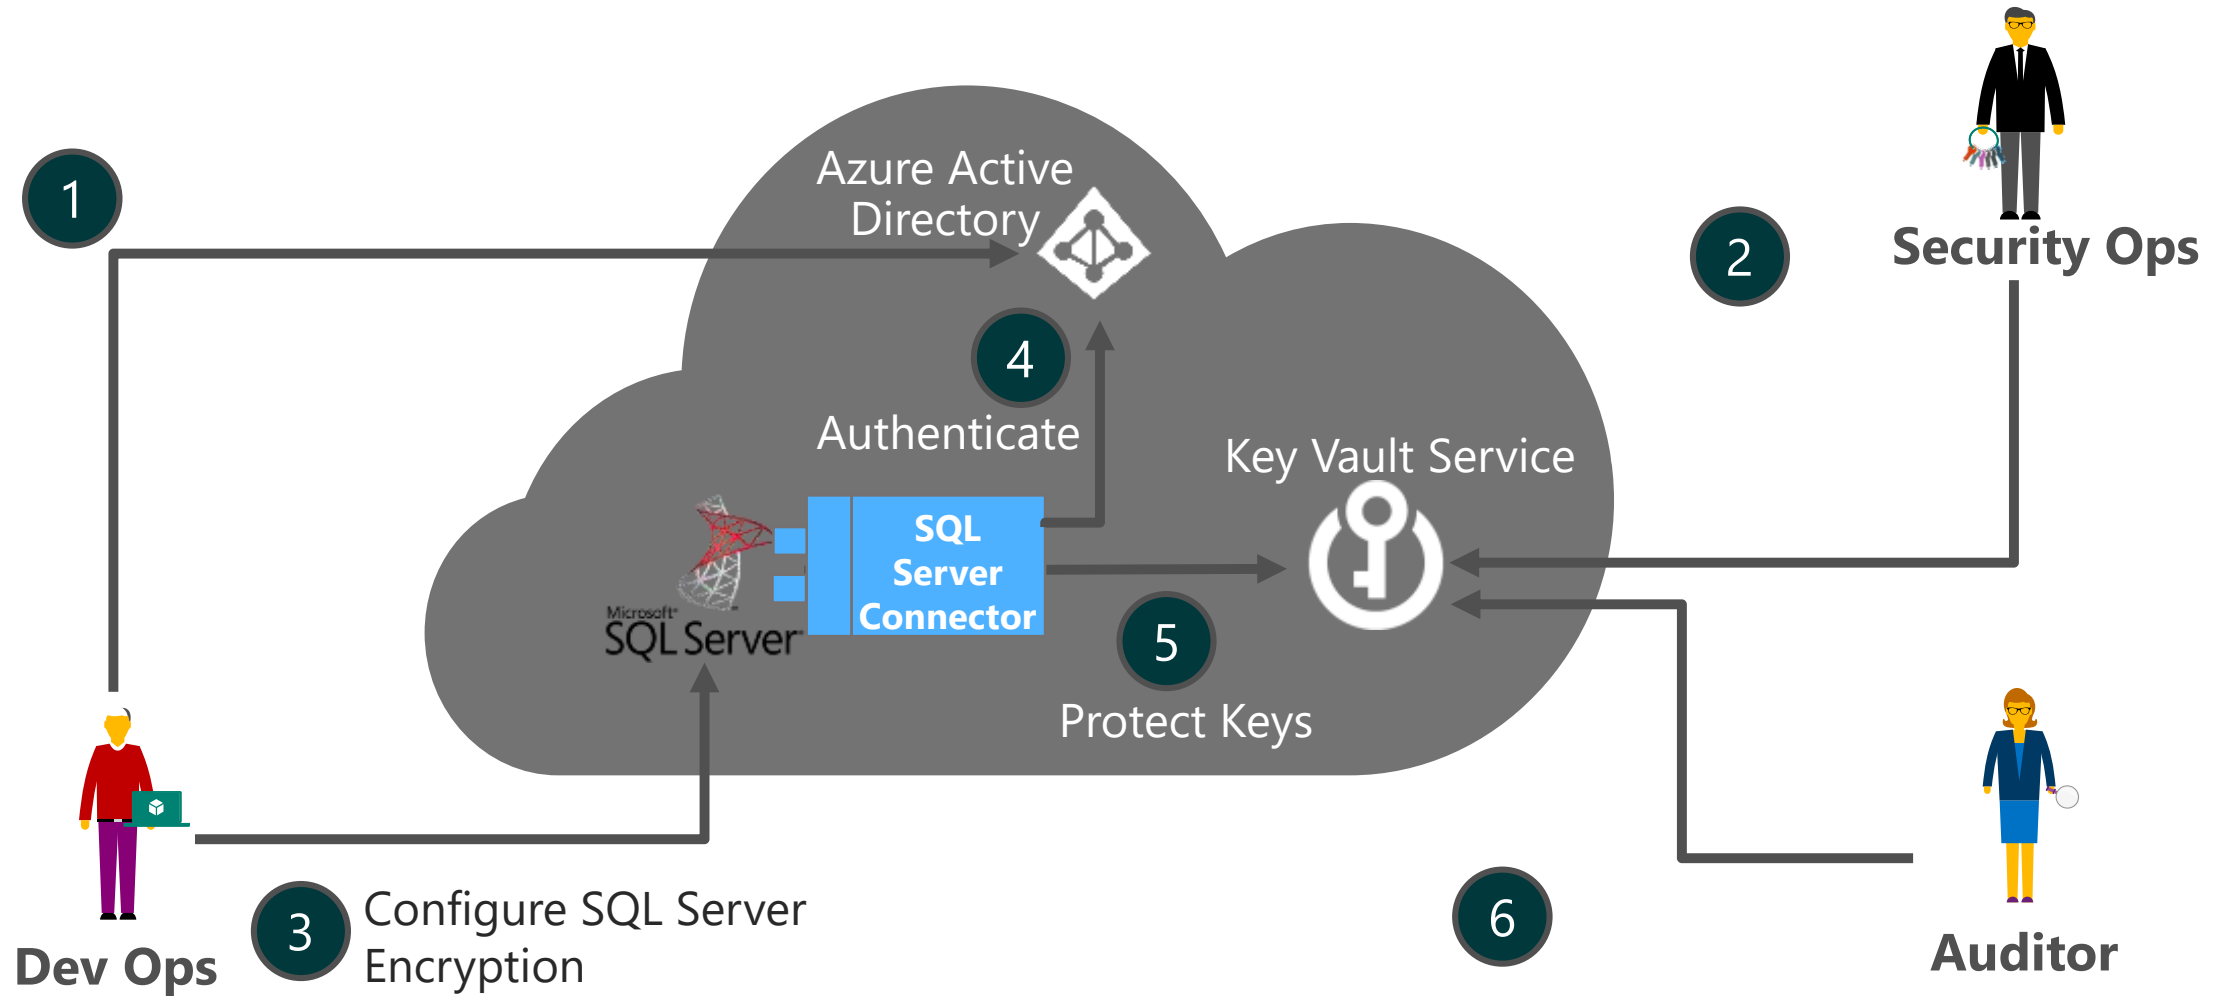 1
Azure Active
Directory
2
Security Ops
4
Authenticate
Key Vault Service
SQL
Server
Connector
Microsoft
SQL Server
5
Protect Keys
3
Configure SQL Server
Encryption
Dev Ops
6
Auditor